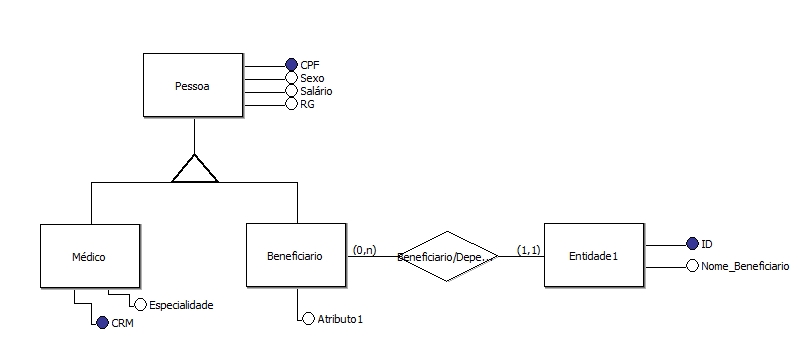 CPF
Sexo
Pessoa
Salário
RG
Médico
Beneficiario
(0,n)
Beneficiario/Depe...
(1,1)
Entidade1
ID
Nome_Beneficiario
Especialidade
CRM
Atributo1